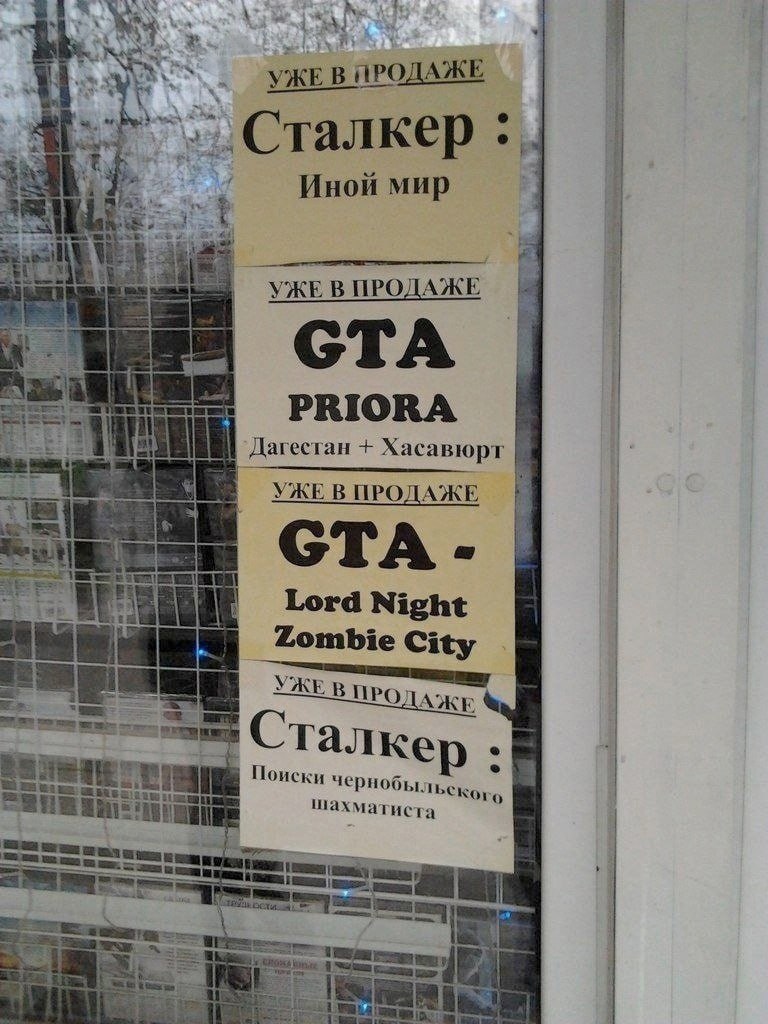 УЖЕ В ПРОДАЖЕ
Сталкер :
Иной мир
УЖЕ В ПРОДАЖЕ
GTA
PRIORA
Дагестан + Хасавюрт
УЖЕ В ПРОДАЖЕ
GTA -
Lord Night
Zombie City
УЖЕ В ПРОДАЖЕ
Сталкер :
Поиски чернобыльского
шахматиста